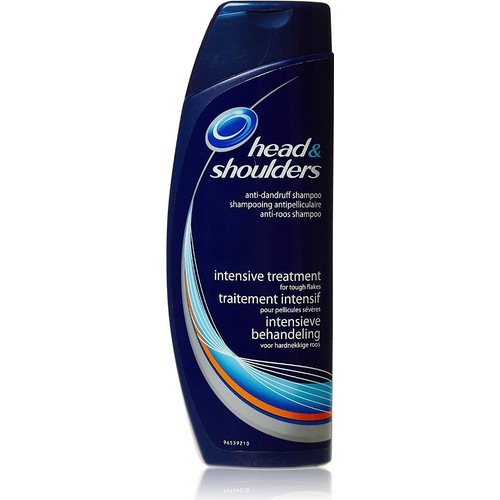 head&
shoulders
anti-dandruff shampoo
shampooing antipelliculaire
anti-roos shampoo
intensive treatment
for tough flakes
traitement intensif
pour pellicules sévères
intensieve
behandeling
voor hardnekkige roos
96559210